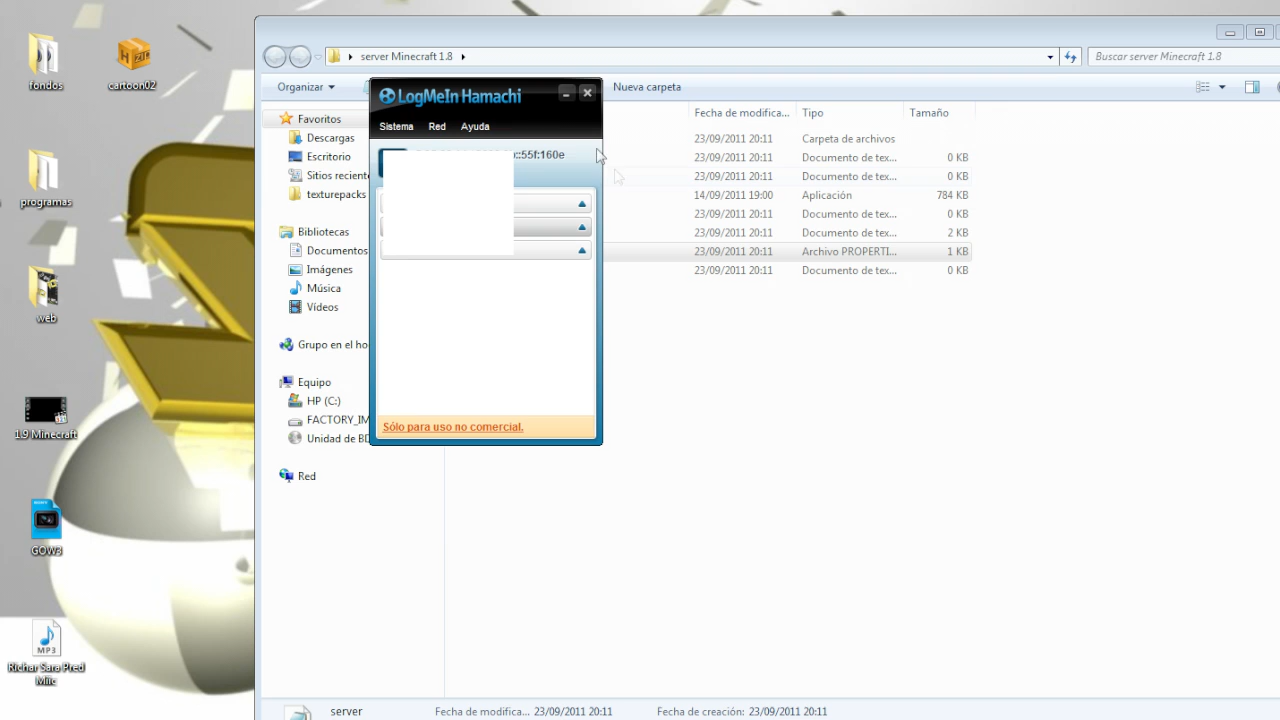 fondos
cartoon02
programas
web
1.9 Minecraft
GOW3
MP3
Richar Sara Pred
Miic
server Minecraft 1.8
Buscar server Minecraft 1.8
Organizar
Nueva carpeta
Favoritos
Descargas
Escritorio
Sitios reciente
texturepacks
Bibliotecas
Documentos
Imágenes
Música
Vídeos
Grupo en el ho
Equipo
HP (C:)
FACTORY_IM
Unidad de BD
Red
LogMeIn Hamachi
Sistema Red Ayuda
::55f:160e
Sólo para uso no comercial.
Fecha de modifica... Tipo Tamaño
23/09/2011 20:11 Carpeta de archivos
23/09/2011 20:11 Documento de tex... 0 KB
23/09/2011 20:11 Documento de tex... 0 KB
14/09/2011 19:00 Aplicación 784 KB
23/09/2011 20:11 Documento de tex... 0 KB
23/09/2011 20:11 Documento de tex... 2 KB
23/09/2011 20:11 Archivo PROPERTI... 1 KB
23/09/2011 20:11 Documento de tex... 0 KB
server Fecha de modifica... 23/09/2011 20:11 Fecha de creación: 23/09/2011 20:11